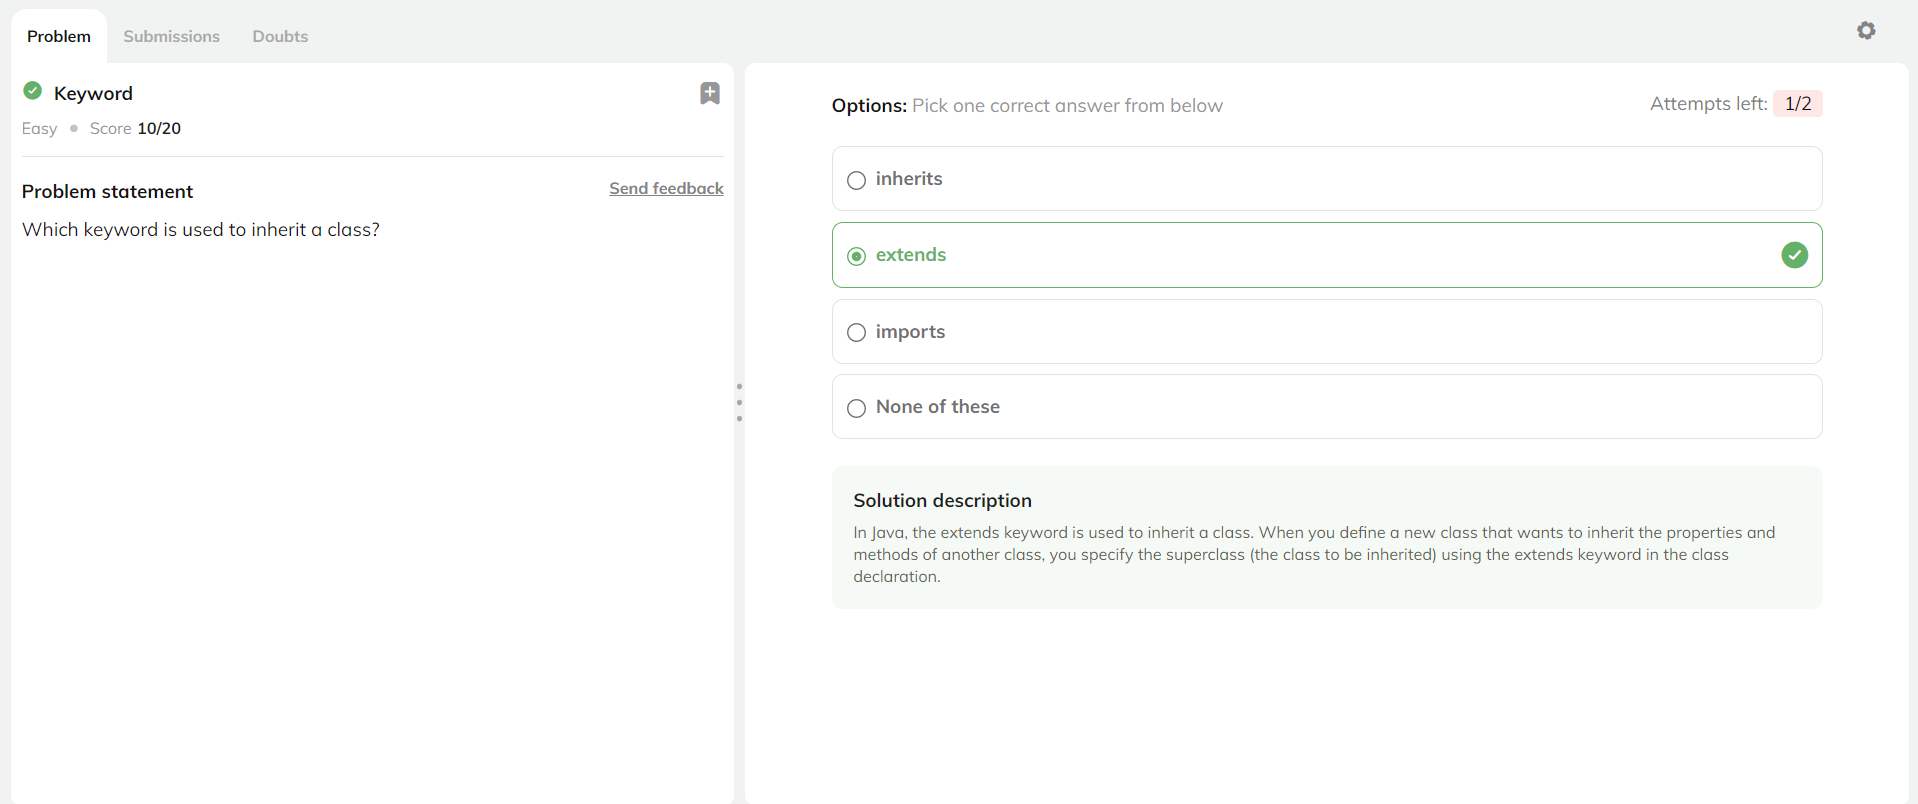 Problem Submissions Doubts
Keyword
Easy • Score 10/20
Problem statement Send feedback
Which keyword is used to inherit a class?
Options: Pick one correct answer from below Attempts left: 1/2
inherits
extends
imports
None of these
Solution description
In Java, the extends keyword is used to inherit a class. When you define a new class that wants to inherit the properties and
methods of another class, you specify the superclass (the class to be inherited) using the extends keyword in the class
declaration.